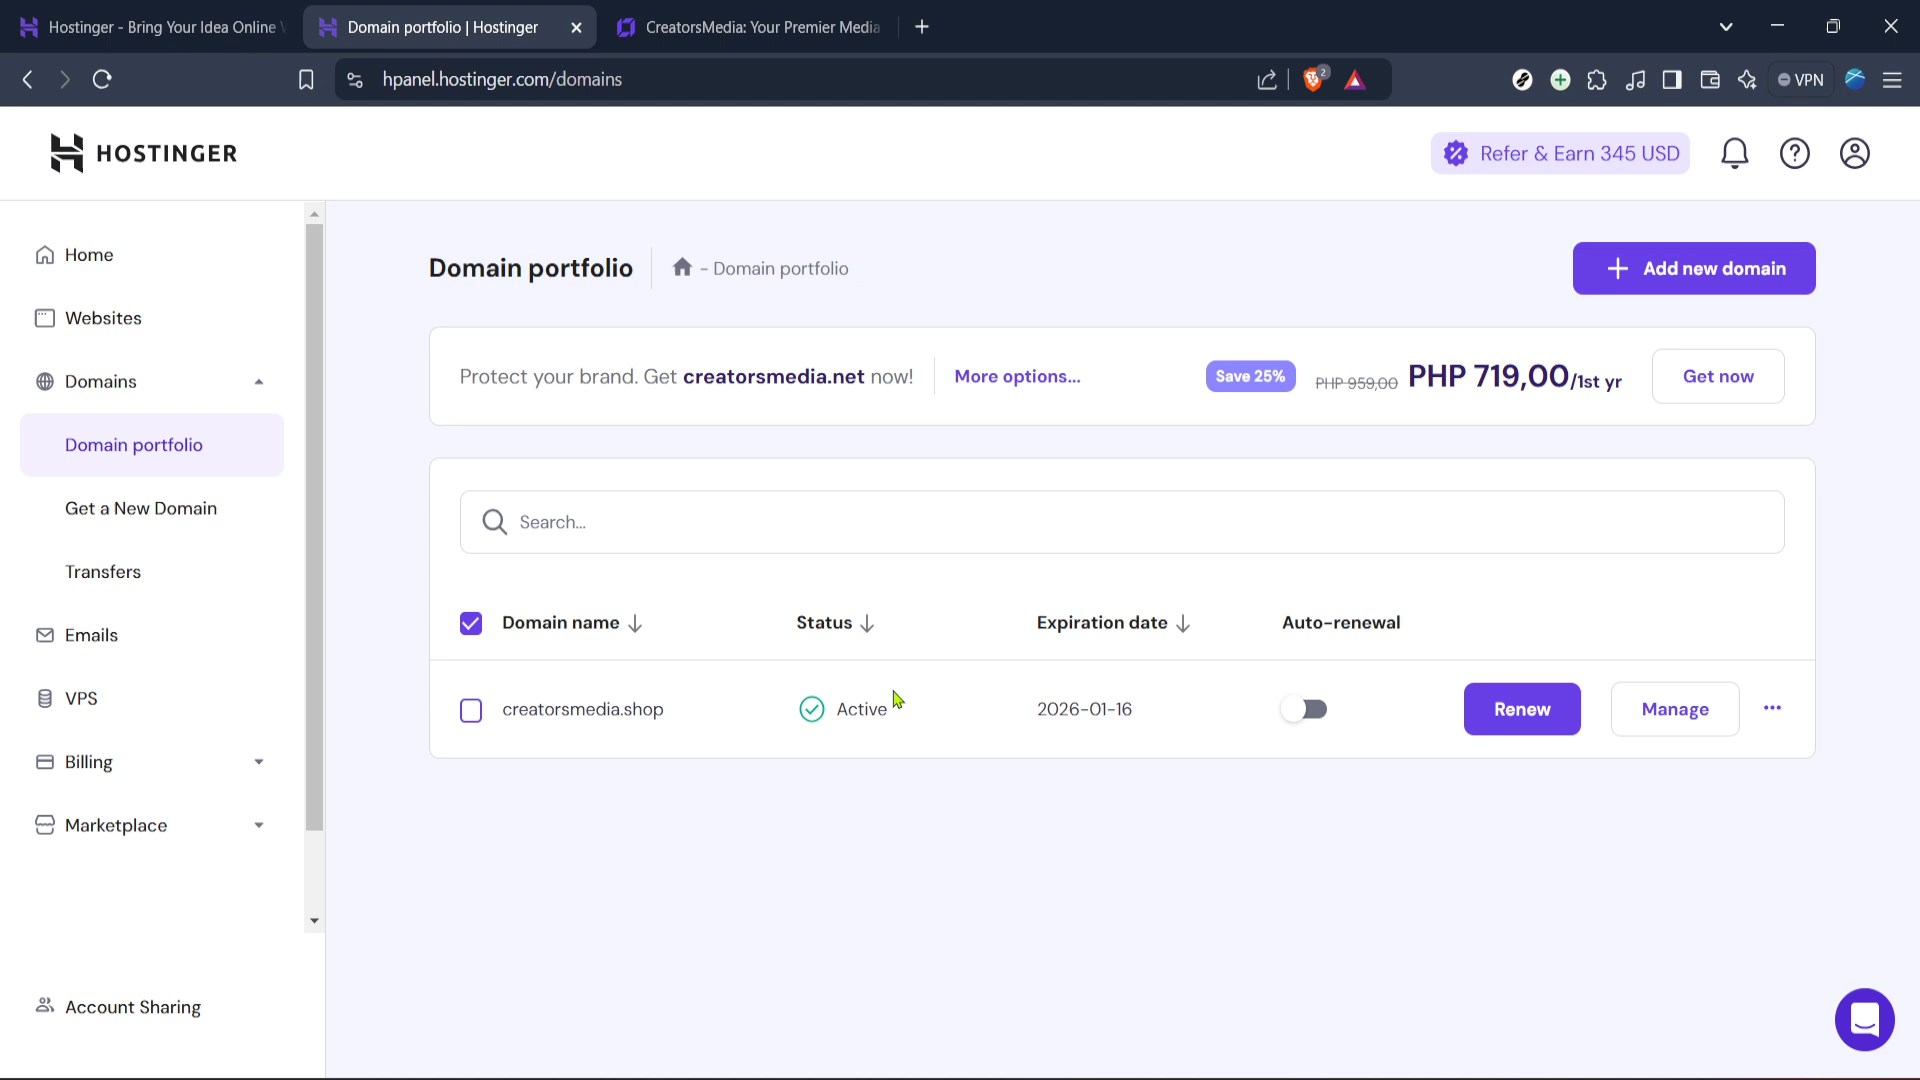 Hostinger - Bring Your Idea Online
Domain portfolio | Hostinger
CreatorsMedia: Your Premier Media
hpanel.hostinger.com/domains
2
VPN
HOSTINGER
Refer & Earn 345 USD
Home
Websites
Domains
Domain portfolio
Get a New Domain
Transfers
Emails
VPS
Billing
Marketplace
Account Sharing
Domain portfolio
- Domain portfolio
Add new domain
Protect your brand. Get creatorsmedia.net now!
More options...
Save 25%
PHP 959,00
PHP 719,00/1st yr
Get now
Search...
Domain name
Status
Expiration date
Auto-renewal
creatorsmedia.shop
Active
2026-01-16
Renew
Manage